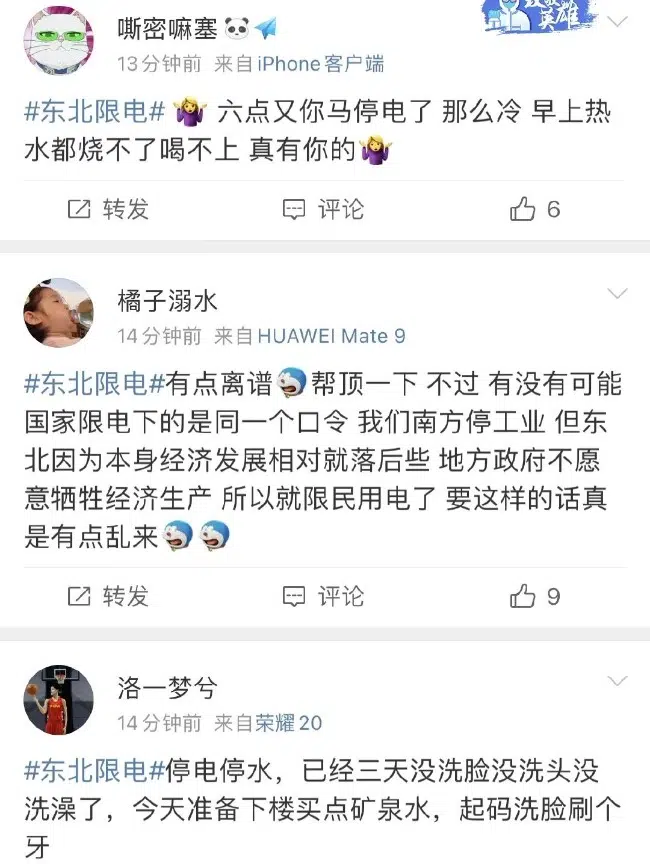 嘶密嘛塞
英雄
13分钟前 来自iPhone客户端
#东北限电# 六点又你马停电了 那么冷 早上热
水都烧不了喝不上 真有你的
转发 评论 6
橘子溺水
14分钟前 来自HUAWEI Mate 9
#东北限电#有点离谱帮顶一下 不过 有没有可能
国家限电下的是同一个口令 我们南方停工业 但东
北因为本身经济发展相对就落后些 地方政府不愿
意牺牲经济生产 所以就限民用电了 要这样的话真
是有点乱来
转发 评论 9
洛一梦兮
14分钟前 来自荣耀20
#东北限电#停电停水，已经三天没洗脸没洗头没
洗澡了，今天准备下楼买点矿泉水，起码洗脸刷个
牙